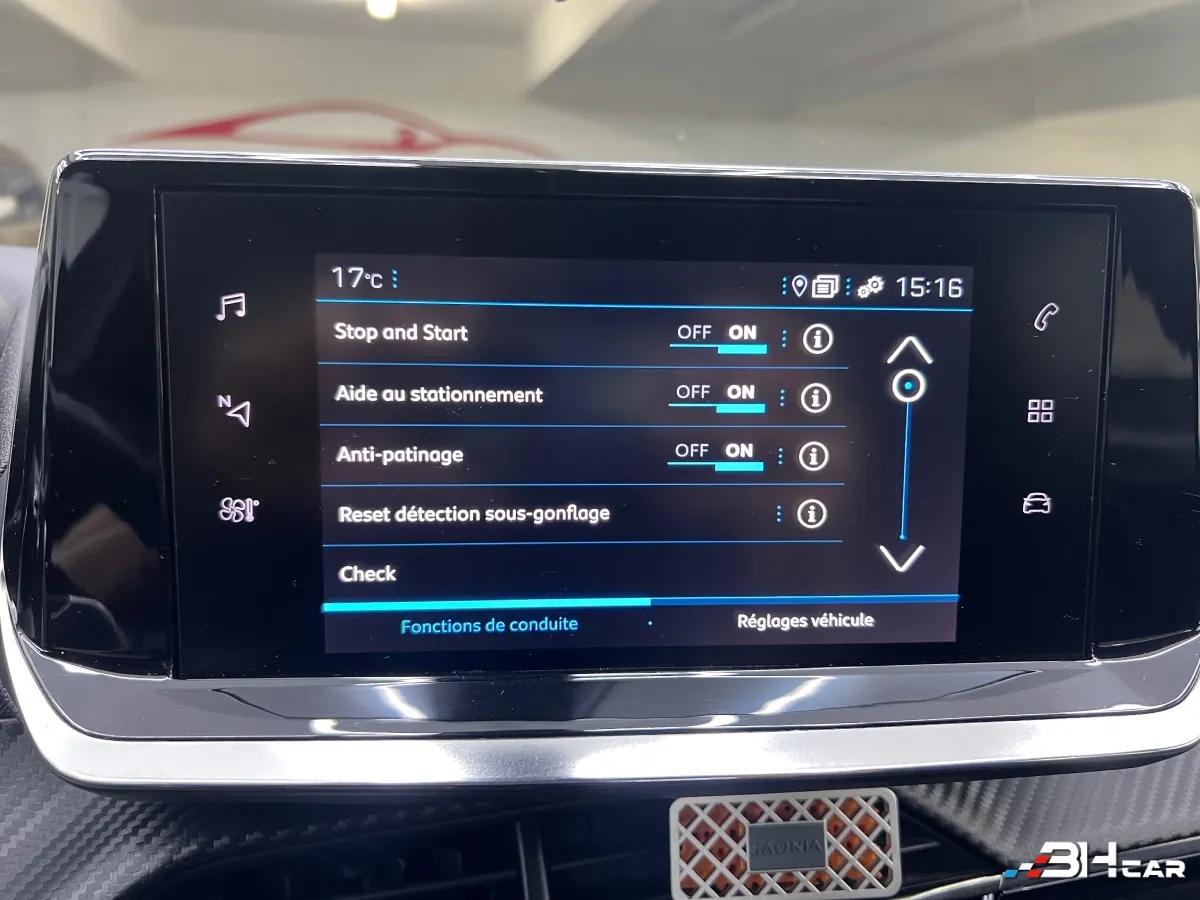 17°C 15:16
Stop and Start OFF ON
Aide au stationnement OFF ON
N
Anti-patinage OFF ON
Reset détection sous-gonflage
Check
Fonctions de conduite Réglages véhicule
BHCAR